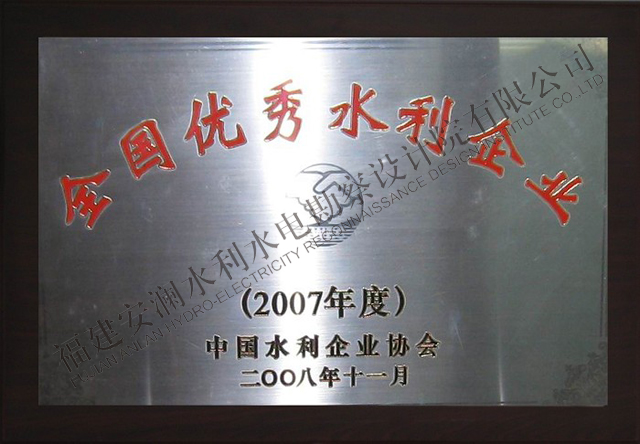 全国优秀水利企业
(2007年度)
中国水利企业协会
二〇〇八年十一月
福建安澜水利水电勘察设计院有限公司
FUJIAN ANLAN HYDRO-ELECTRICITY RECONNAISSANCE DESIGN INSTITUTE CO.,LTD